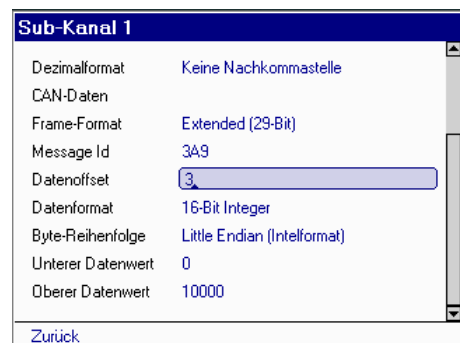 Sub-Kanal 1
Dezimalformat Keine Nachkommastelle
CAN-Daten
Frame-Format Extended (29-Bit)
Message Id 3A9
Datenoffset 3
Datenformat 16-Bit Integer
Byte-Reihenfolge Little Endian (Intelformat)
Unterer Datenwert 0
Oberer Datenwert 10000
Zurück